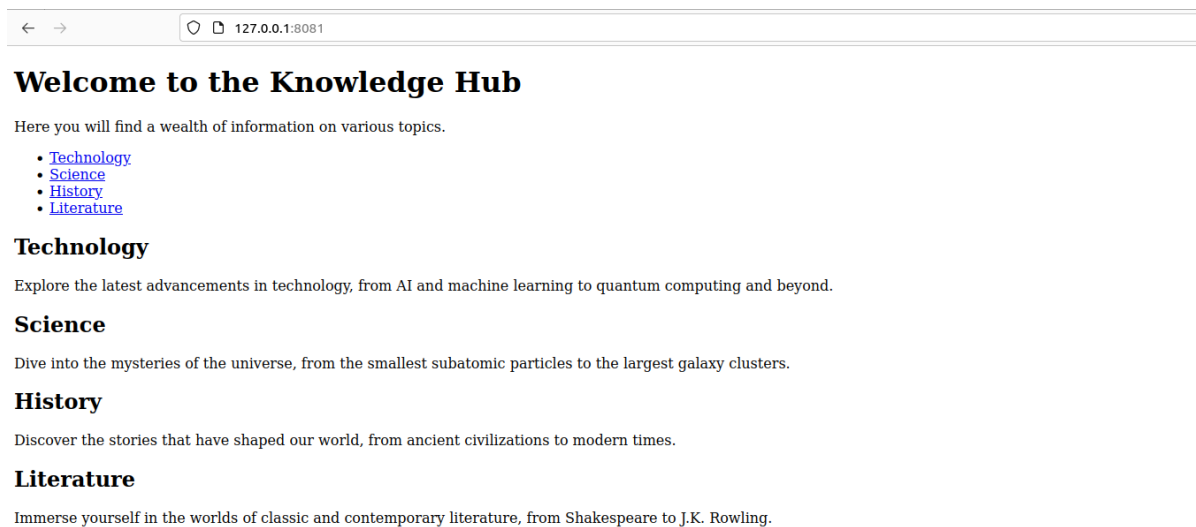 127.0.0.1:8081
Welcome to the Knowledge Hub
Here you will find a wealth of information on various topics.
Technology
Science
History
Literature
Technology
Explore the latest advancements in technology, from AI and machine learning to quantum computing and beyond.
Science
Dive into the mysteries of the universe, from the smallest subatomic particles to the largest galaxy clusters.
History
Discover the stories that have shaped our world, from ancient civilizations to modern times.
Literature
Immerse yourself in the worlds of classic and contemporary literature, from Shakespeare to J.K. Rowling.